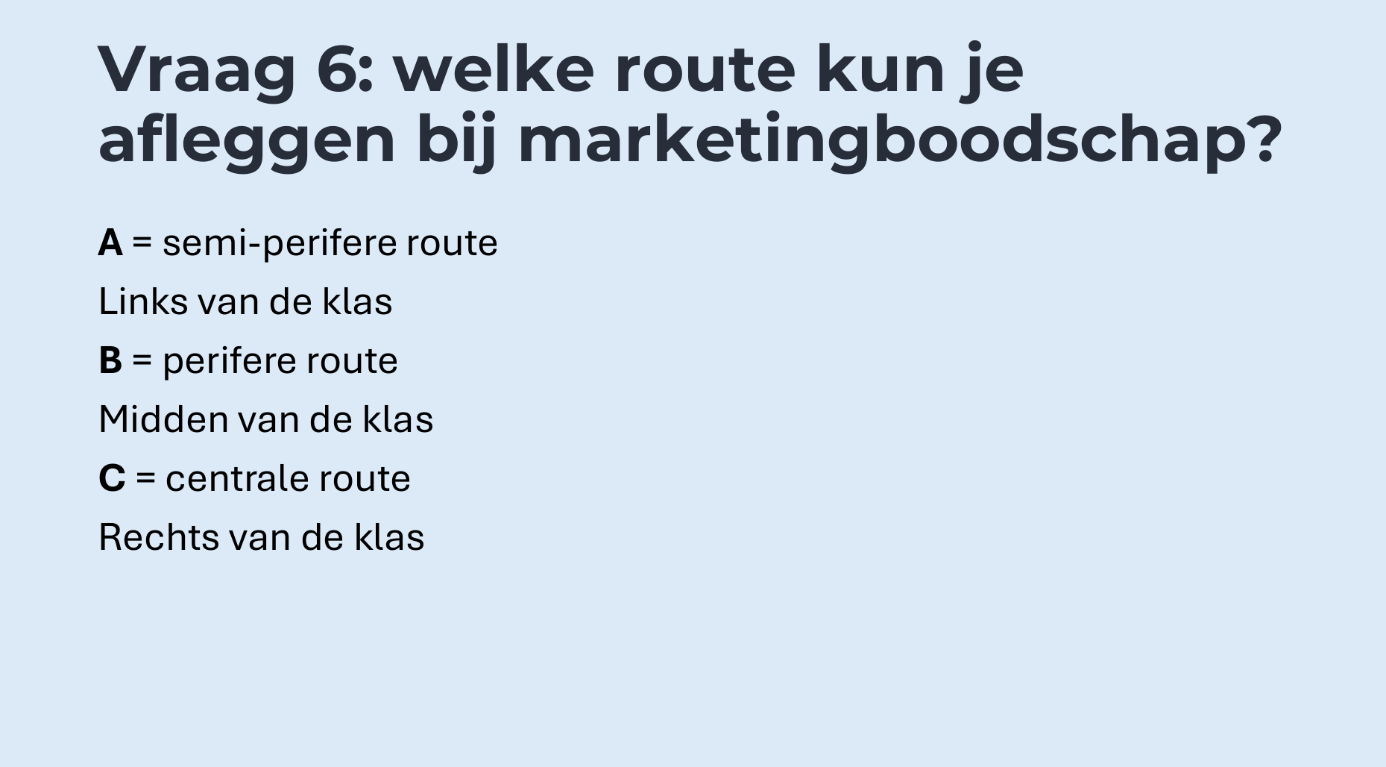 Vraag 6: welke route kun je
afleggen bij marketingboodschap?
A = semi-perifere route
Links van de klas
B = perifere route
Midden van de klas
C = centrale route
Rechts van de klas